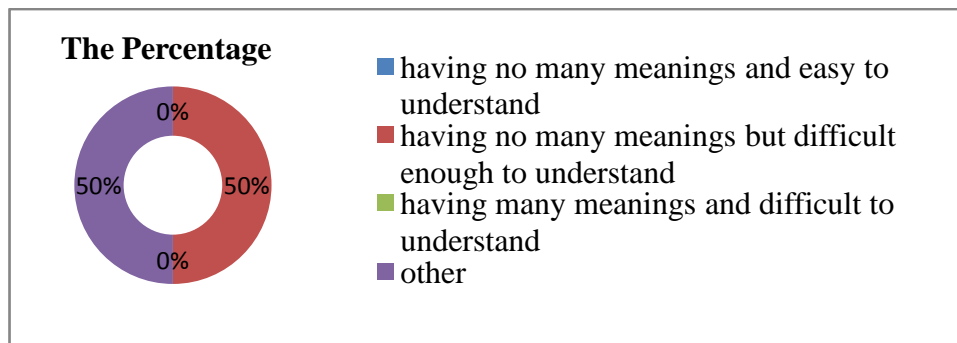 The Percentage
0%
50%
50%
0%
having no many meanings and easy to
understand
having no many meanings but difficult
enough to understand
having many meanings and difficult to
understand
other